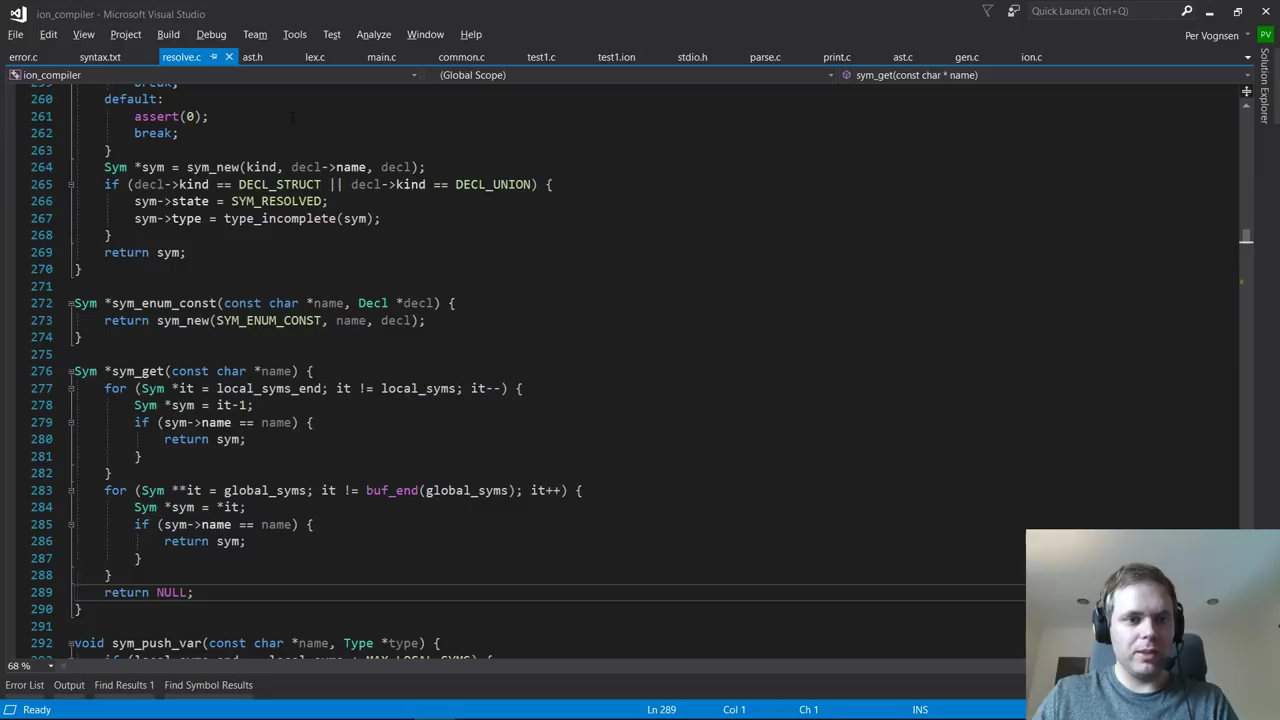 ion_compiler - Microsoft Visual Studio
Quick Launch (Ctrl+Q)
File Edit View Project Build Debug Team Tools Test Analyze Window Help
Per Vognsen PV
error.c syntax.txt resolve.c ast.h lex.c main.c common.c test1.c test1.ion stdio.h parse.c print.c ast.c gen.c ion.c
ion_compiler (Global Scope) sym_get(const char * name)
Solution Explorer
259 break;
260 default:
261 assert(0);
262 break;
263 }
264 Sym *sym = sym_new(kind, decl->name, decl);
265 if (decl->kind == DECL_STRUCT || decl->kind == DECL_UNION) {
266 sym->state = SYM_RESOLVED;
267 sym->type = type_incomplete(sym);
268 }
269 return sym;
270 }
271
272 Sym *sym_enum_const(const char *name, Decl *decl) {
273 return sym_new(SYM_ENUM_CONST, name, decl);
274 }
275
276 Sym *sym_get(const char *name) {
277 for (Sym *it = local_syms_end; it != local_syms; it--) {
278 Sym *sym = it-1;
279 if (sym->name == name) {
280 return sym;
281 }
282 }
283 for (Sym **it = global_syms; it != buf_end(global_syms); it++) {
284 Sym *sym = *it;
285 if (sym->name == name) {
286 return sym;
287 }
288 }
289 return NULL;
290 }
291
292 void sym_push_var(const char *name, Type *type) {
68 %
Error List Output Find Results 1 Find Symbol Results
Ready Ln 289 Col 1 Ch 1 INS